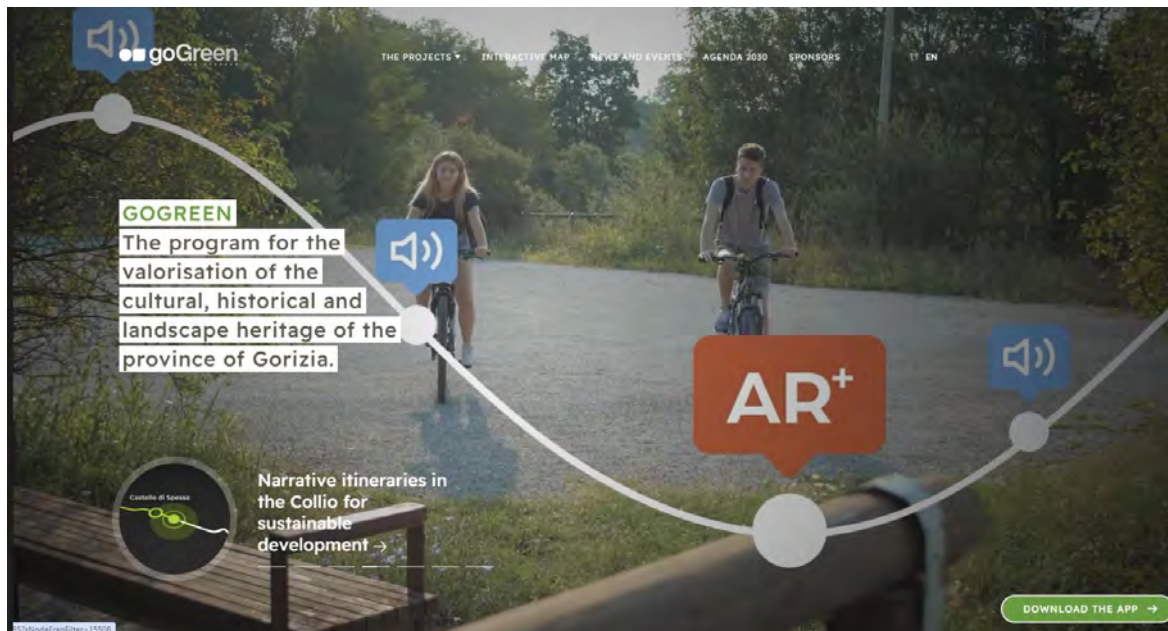 goGreen
THE PROJECTS ▾ INTERACTIVE MAP NEWS AND EVENTS AGENDA 2030 SPONSORS IT EN
GOGREEN
The program for the
valorisation of the
cultural, historical and
landscape heritage of the
province of Gorizia.
AR+
Castello di Spessa
Narrative itineraries in
the Collio for
sustainable
development →
DOWNLOAD THE APP →